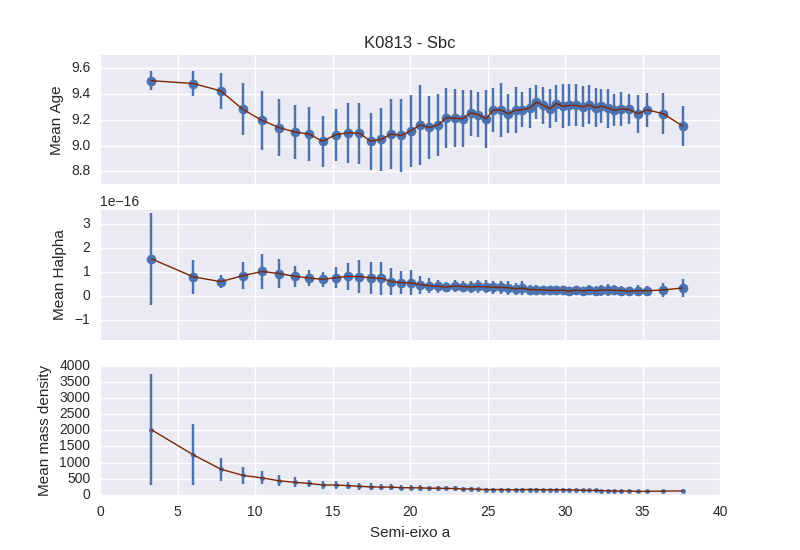 K0813 - Sbc
9.6
9.4
9.2
9.0
8.8
Mean Age
1e−16
3
2
1
0
−1
Mean Halpha
4000
3500
3000
2500
2000
1500
1000
500
0
Mean mass density
0 5 10 15 20 25 30 35 40
Semi-eixo a